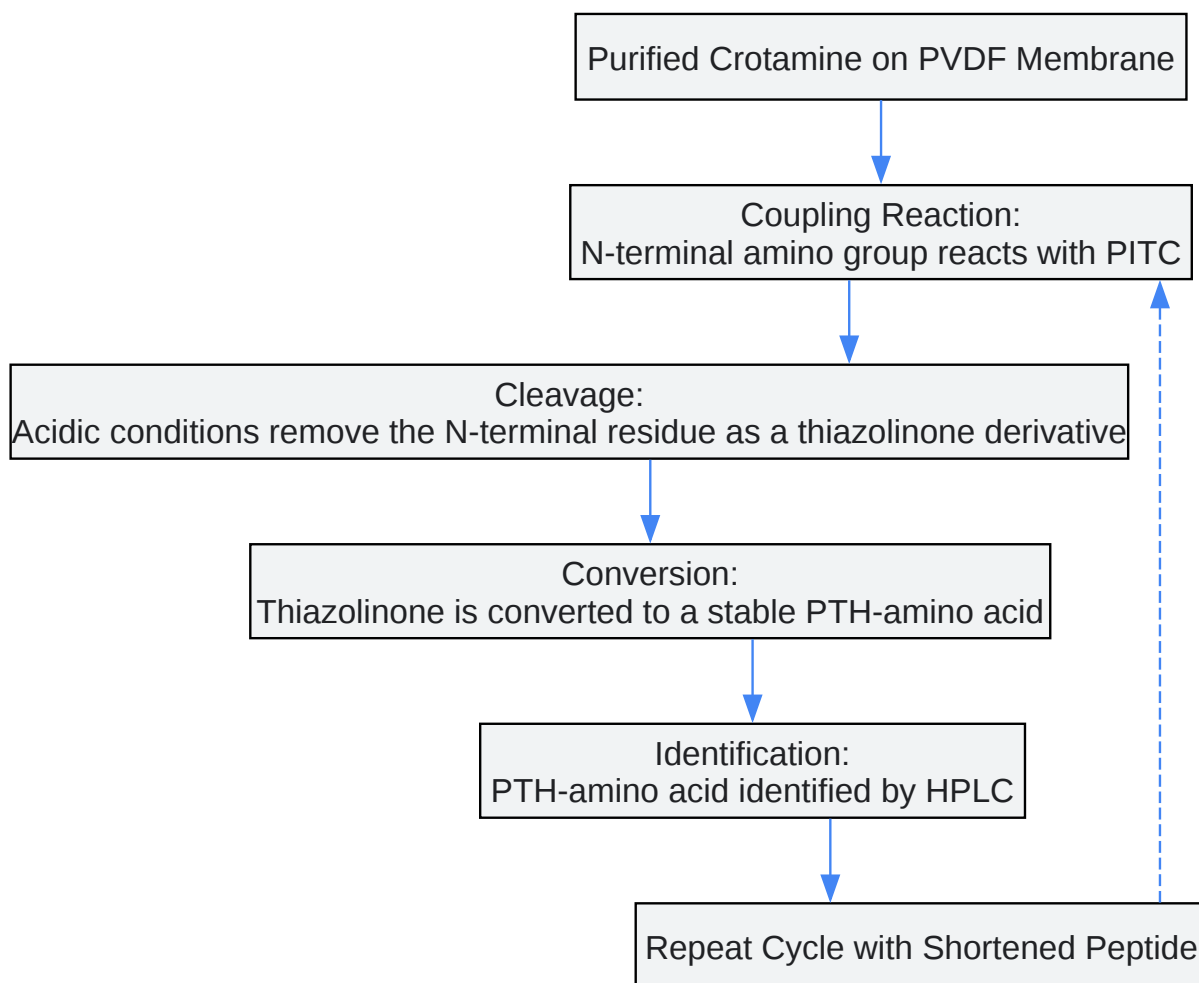 Purified Crotamine on PVDF Membrane
Coupling Reaction:
N-terminal amino group reacts with PITC
Cleavage:
Acidic conditions remove the N-terminal residue as a thiazolinone derivative
Conversion:
Thiazolinone is converted to a stable PTH-amino acid
Identification:
PTH-amino acid identified by HPLC
Repeat Cycle with Shortened Peptide